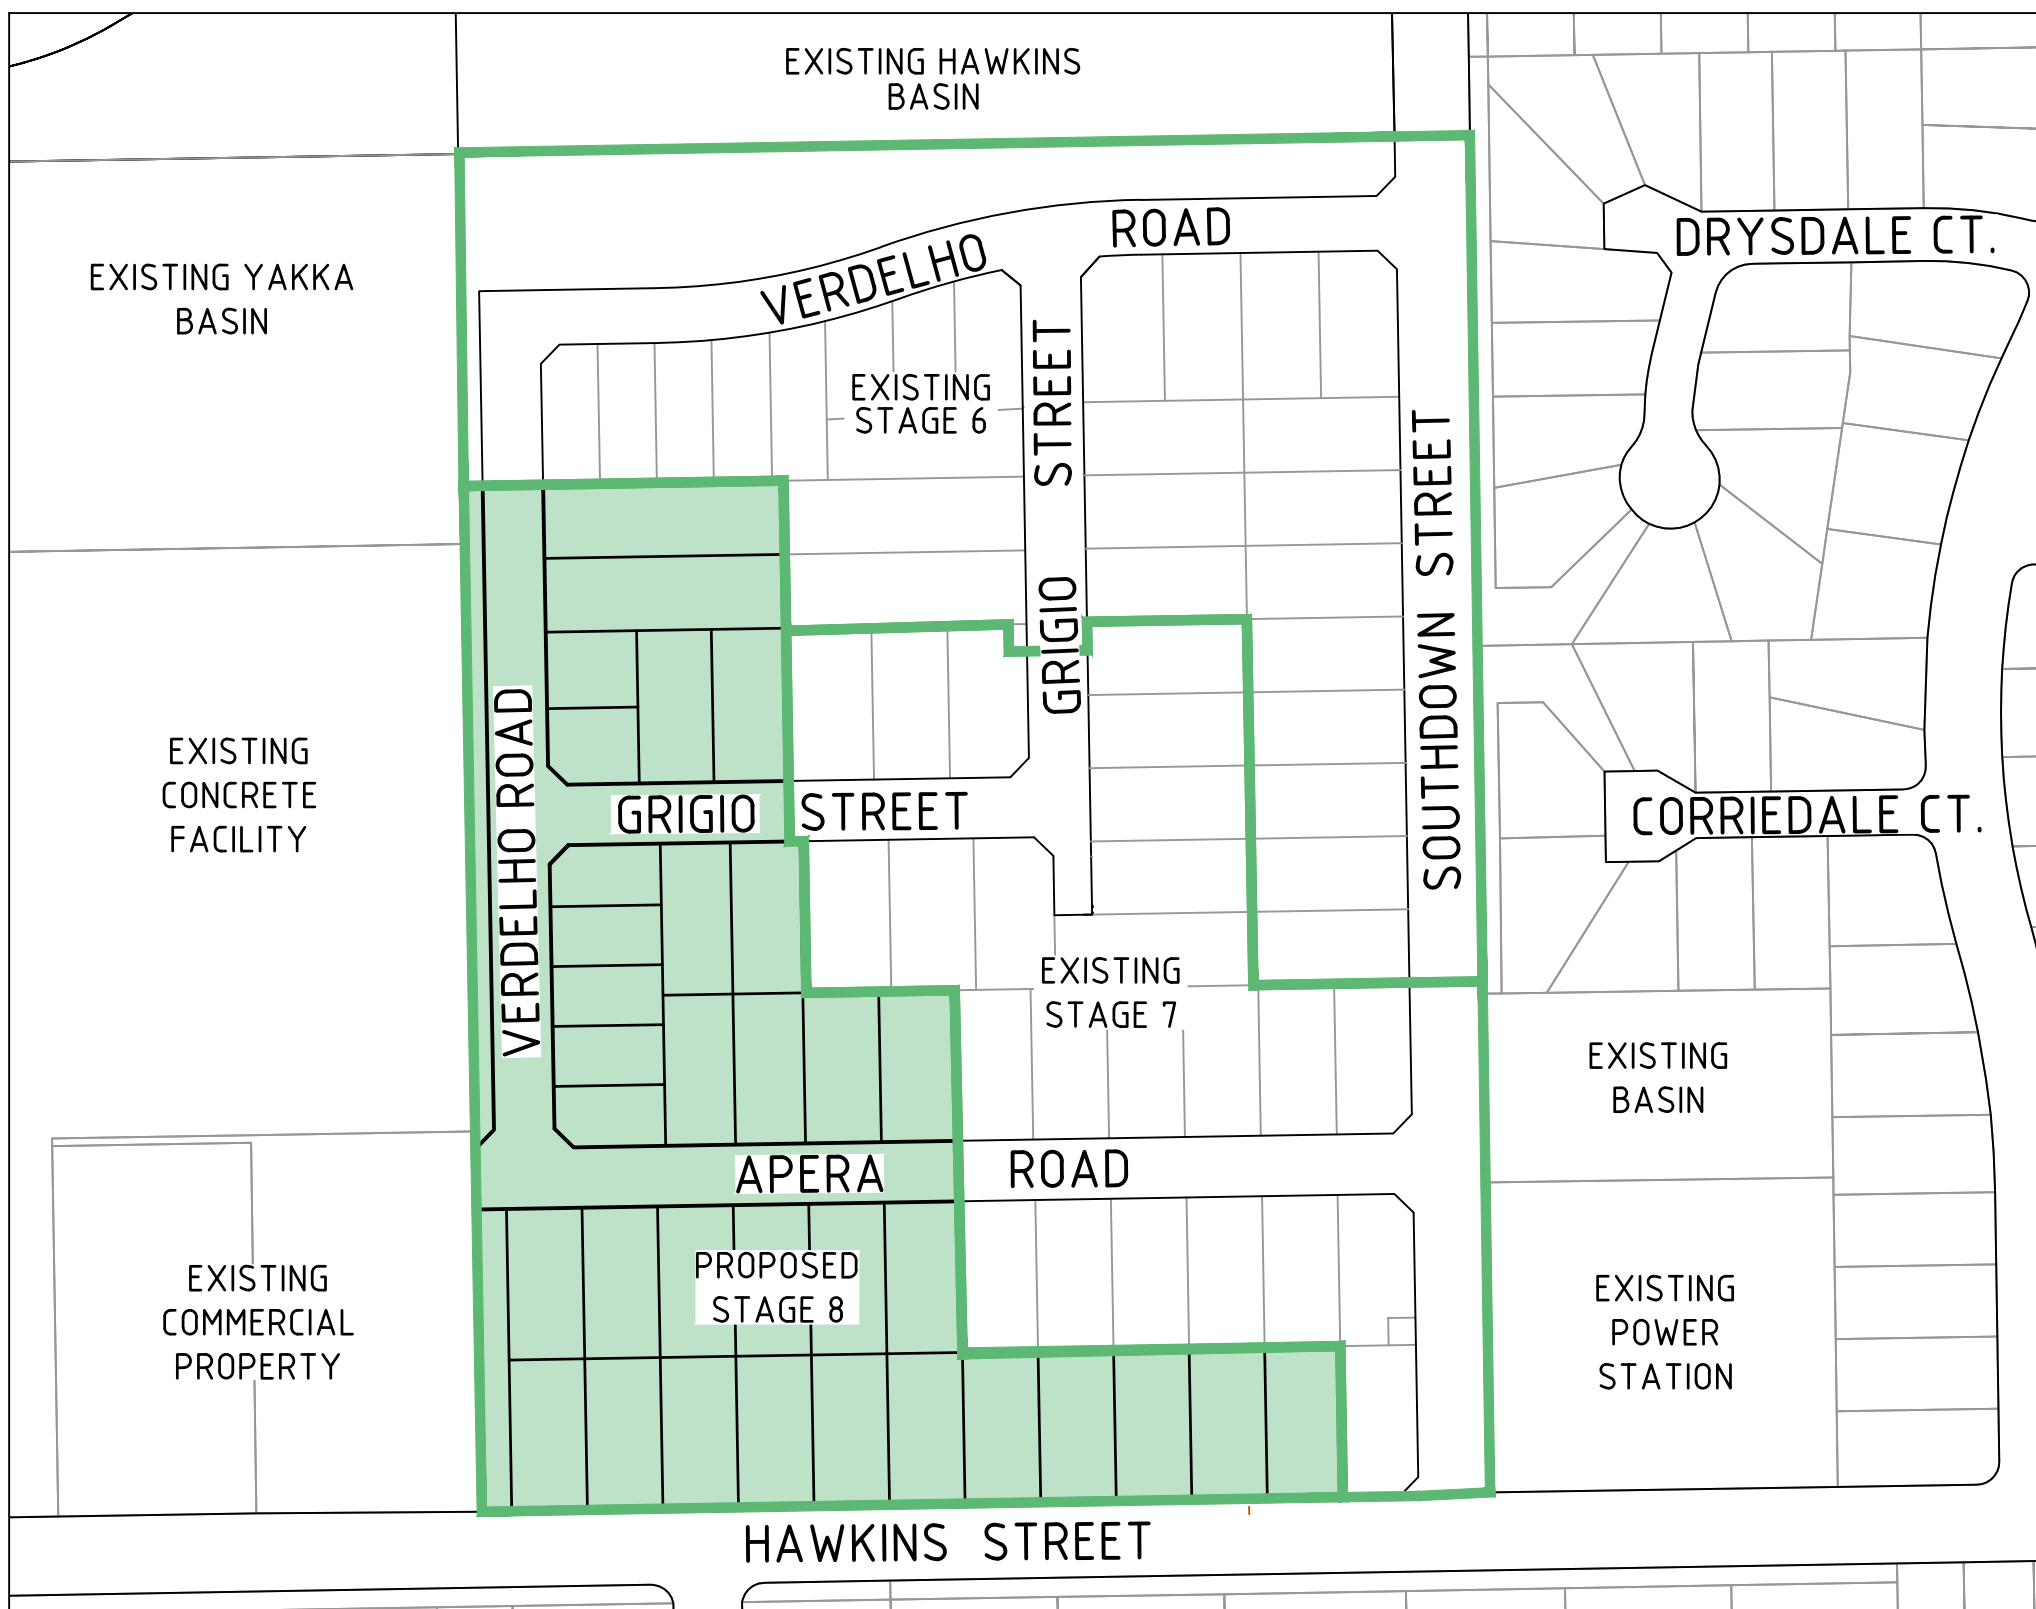 EXISTING HAWKINS
BASIN
VERDELHO ROAD
DRYSDALE CT.
EXISTING YAKKA
BASIN
EXISTING
STAGE 6
GRIGIO STREET
SOUTHDOWN STREET
EXISTING
CONCRETE
FACILITY
VERDELHO ROAD
GRIGIO STREET
CORRIEDALE CT.
EXISTING
STAGE 7
EXISTING
BASIN
APERA ROAD
PROPOSED
STAGE 8
EXISTING
COMMERCIAL
PROPERTY
EXISTING
POWER
STATION
HAWKINS STREET